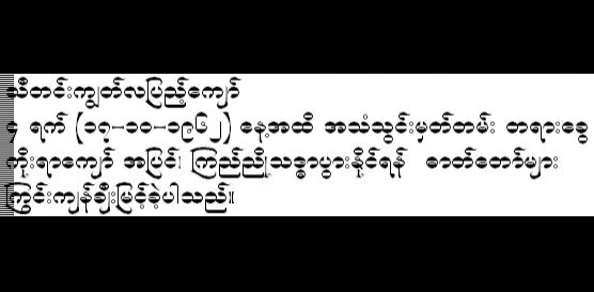 သီတင်းကျွတ်လပြည့်ကျော်
၄ ရက် (၁၇-၁၀-၁၉၆၂) နေ့အထိ အသံသွင်းမှတ်တမ်း တရားခွေ
ကိုးရာကျော် အပြင်၊ ကြည်ညိုသဒ္ဓာပွားနိုင်ရန် ဓာတ်တော်များ
ကြွင်းကျန်ချီးမြှင့်ခဲ့ပါသည်။